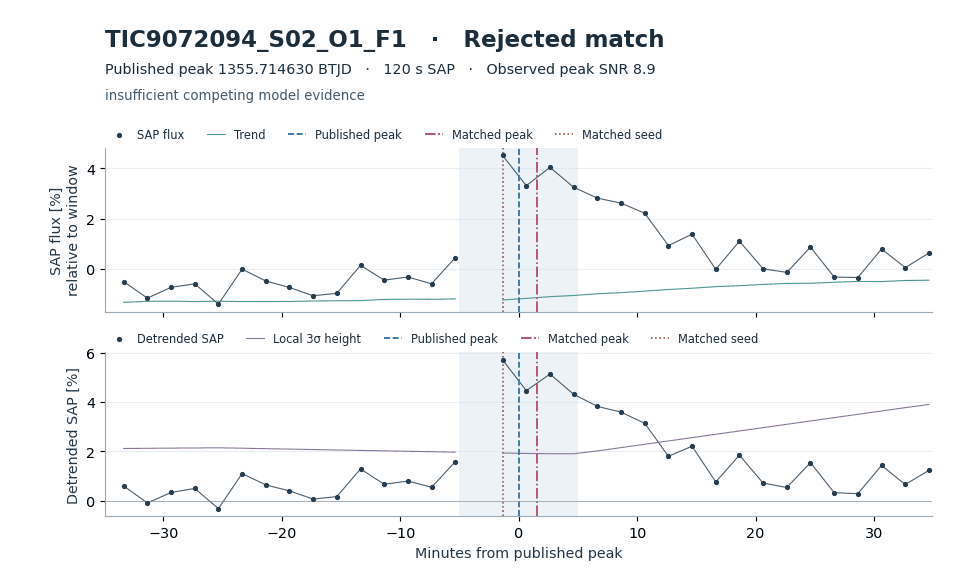 TIC9072094_S02_O1_F1 · Rejected match
Published peak 1355.714630 BTJD · 120 s SAP · Observed peak SNR 8.9
insufficient competing model evidence
SAP flux Trend Published peak Matched peak Matched seed
SAP flux [%]
relative to window
4
2
0
Detrended SAP Local 3σ height Published peak Matched peak Matched seed
Detrended SAP [%]
6
4
2
0
−30 −20 −10 0 10 20 30
Minutes from published peak